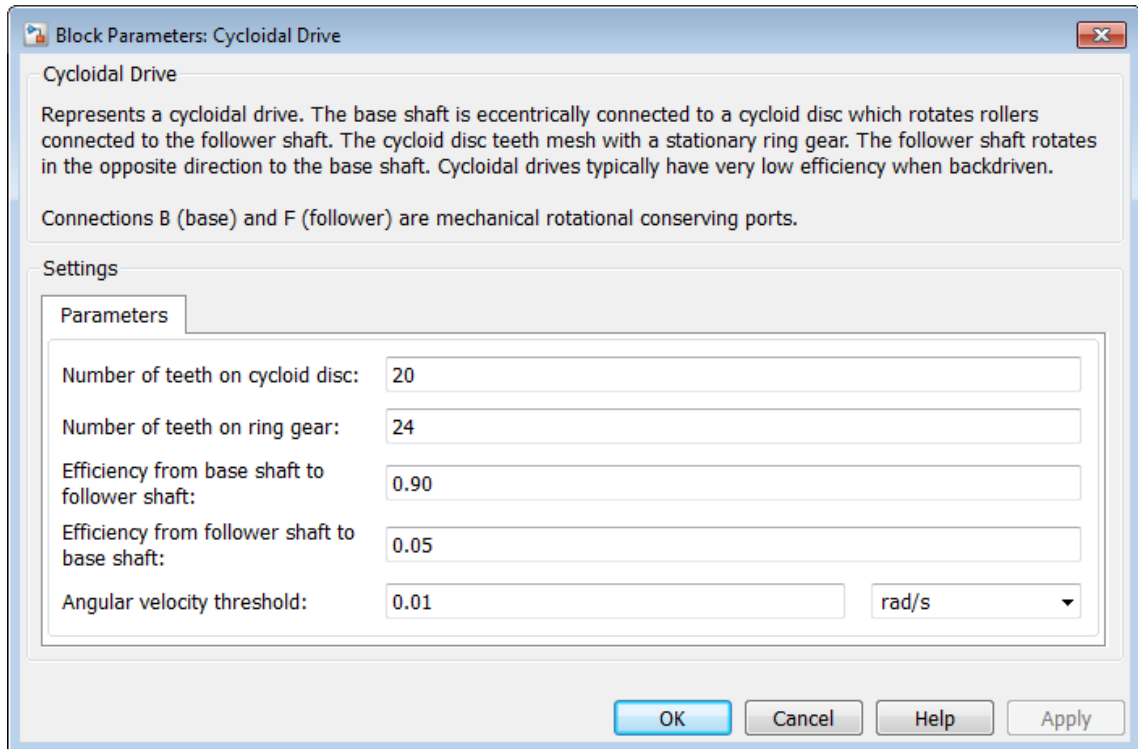 Block Parameters: Cycloidal Drive
Cycloidal Drive
Represents a cycloidal drive. The base shaft is eccentrically connected to a cycloid disc which rotates rollers
connected to the follower shaft. The cycloid disc teeth mesh with a stationary ring gear. The follower shaft rotates
in the opposite direction to the base shaft. Cycloidal drives typically have very low efficiency when backdriven.
Connections B (base) and F (follower) are mechanical rotational conserving ports.
Settings
Parameters
Number of teeth on cycloid disc: 20
Number of teeth on ring gear: 24
Efficiency from base shaft to
follower shaft: 0.90
Efficiency from follower shaft to
base shaft: 0.05
Angular velocity threshold: 0.01 rad/s
OK Cancel Help Apply